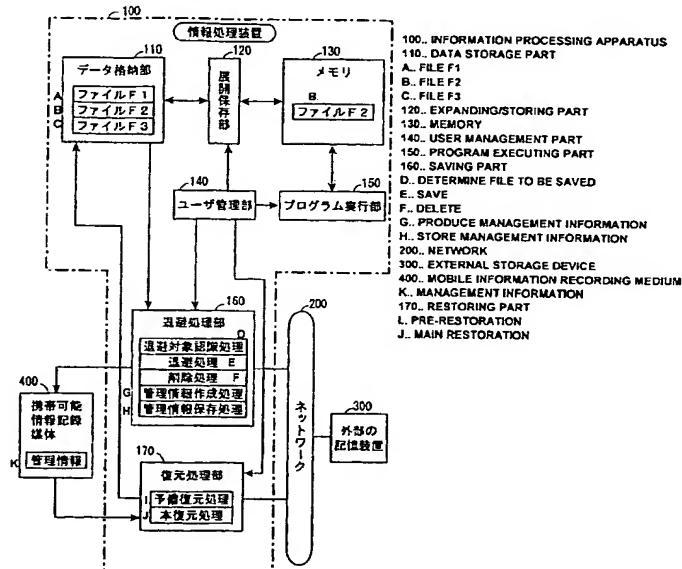 100
情報処理装置
110
データ格納部
A ファイルF1
B ファイルF2
C ファイルF3
120
展開保存部
130
メモリ
B
ファイルF2
140
ユーザ管理部
150
プログラム実行部
160
退避処理部
D
退避対象認識処理
退避処理 E
削除処理 F
G 管理情報作成処理
H 管理情報保存処理
200
ネットワーク
300
外部の
記憶装置
400
携帯可能
情報記録
媒体
K 管理情報
170
復元処理部
I 予備復元処理
J 本復元処理
100.. INFORMATION PROCESSING APPARATUS
110.. DATA STORAGE PART
A.. FILE F1
B.. FILE F2
C.. FILE F3
120.. EXPANDING/STORING PART
130.. MEMORY
140.. USER MANAGEMENT PART
150.. PROGRAM EXECUTING PART
160.. SAVING PART
D.. DETERMINE FILE TO BE SAVED
E.. SAVE
F.. DELETE
G.. PRODUCE MANAGEMENT INFORMATION
H.. STORE MANAGEMENT INFORMATION
200.. NETWORK
300.. EXTERNAL STORAGE DEVICE
400.. MOBILE INFORMATION RECORDING MEDIUM
K.. MANAGEMENT INFORMATION
170.. RESTORING PART
I.. PRE-RESTORATION
J.. MAIN RESTORATION